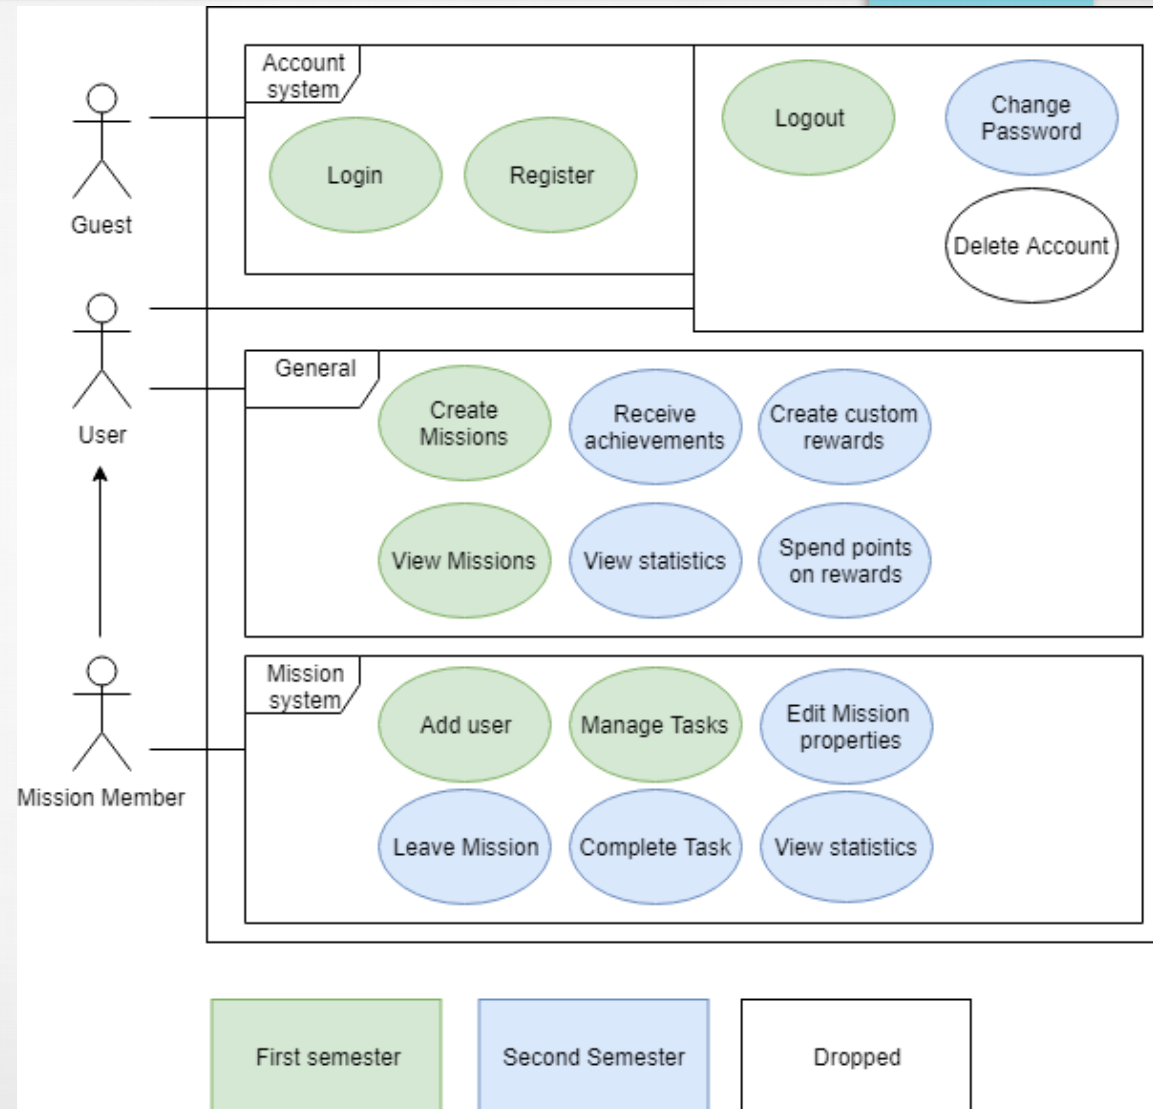 Account
system
Login
Register
Logout
Change
Password
Delete Account
Guest
User
General
Create
Missions
Receive
achievements
Create custom
rewards
View Missions
View statistics
Spend points
on rewards
Mission Member
Mission
system
Add user
Manage Tasks
Edit Mission
properties
Leave Mission
Complete Task
View statistics
First semester
Second Semester
Dropped